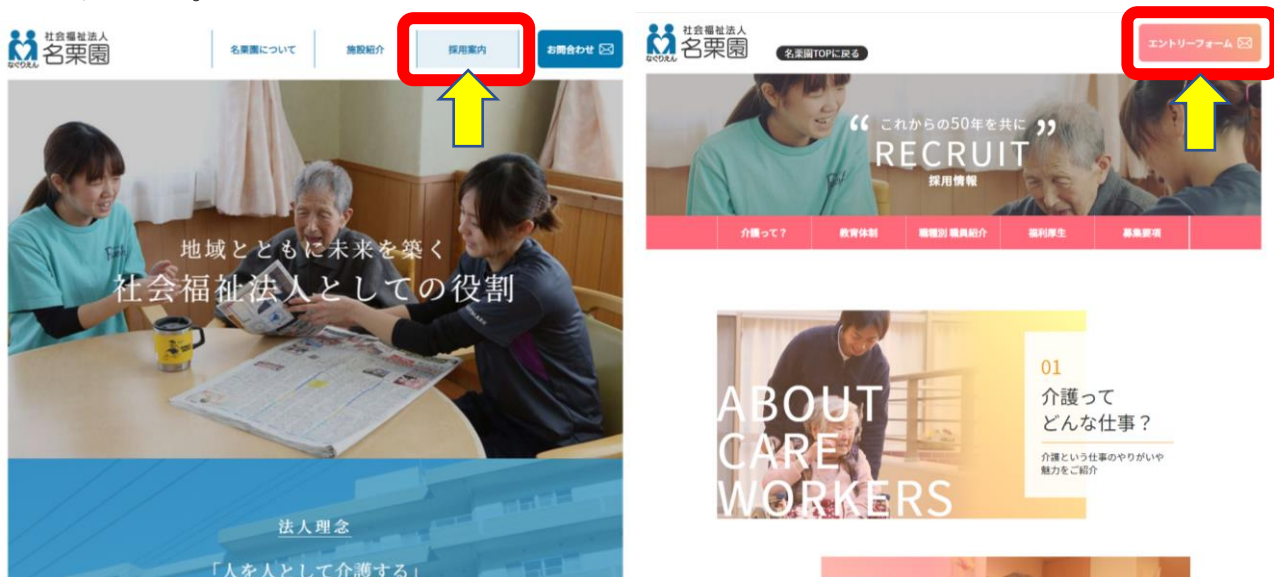 社会福祉法人
名栗園
なぐりえん
名栗園について
施設紹介
採用案内
お問合わせ
地域とともに未来を築く
社会福祉法人としての役割
法人理念
「人を人として介護する」
社会福祉法人
名栗園
なぐりえん
名栗園TOPに戻る
エントリーフォーム
“ これからの50年を共に ”
RECRUIT
採用情報
介護って？
教育体制
職種別 職員紹介
福利厚生
募集要項
ABOUT
CARE
WORKERS
01
介護って
どんな仕事？
介護という仕事のやりがいや
魅力をご紹介